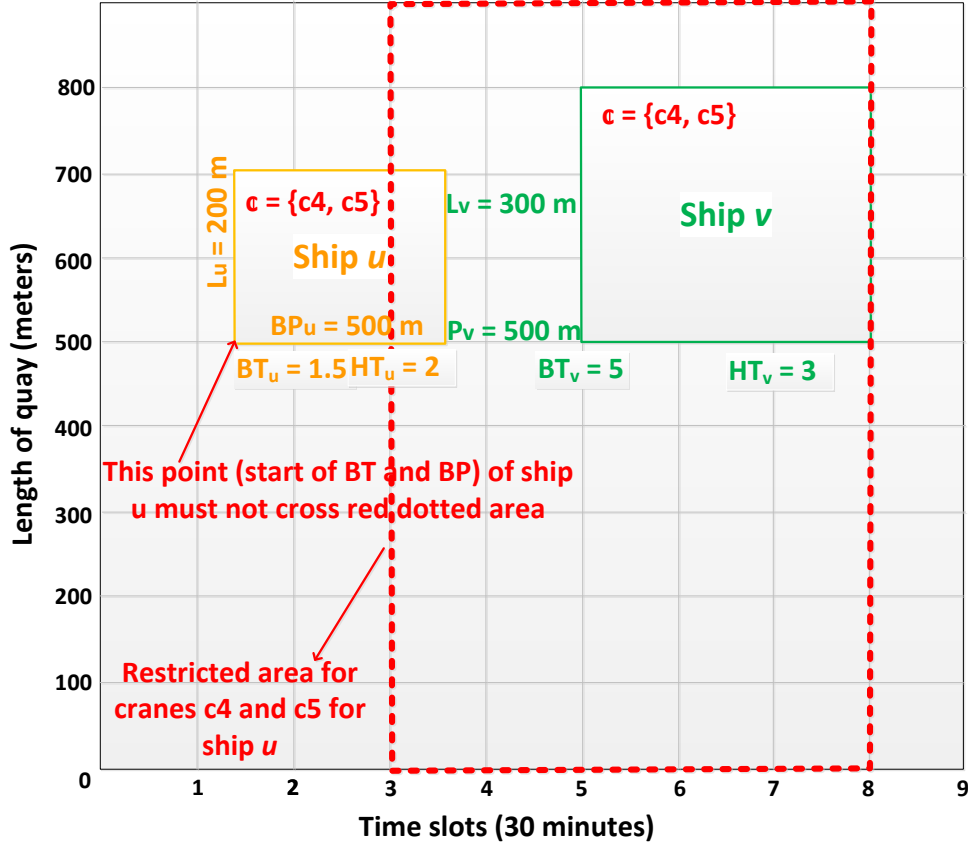 Length of quay (meters)
800
700
600
500
400
300
200
100
0
1
2
3
4
5
6
7
8
9
Time slots (30 minutes)
Lu = 200 m
¢ = {c4, c5}
Ship u
BPu = 500 m
BTu = 1.5
HTu = 2
Lv = 300 m
Pv = 500 m
¢ = {c4, c5}
Ship v
BTv = 5
HTv = 3
This point (start of BT and BP) of ship
u must not cross red dotted area
Restricted area for
cranes c4 and c5 for
ship u